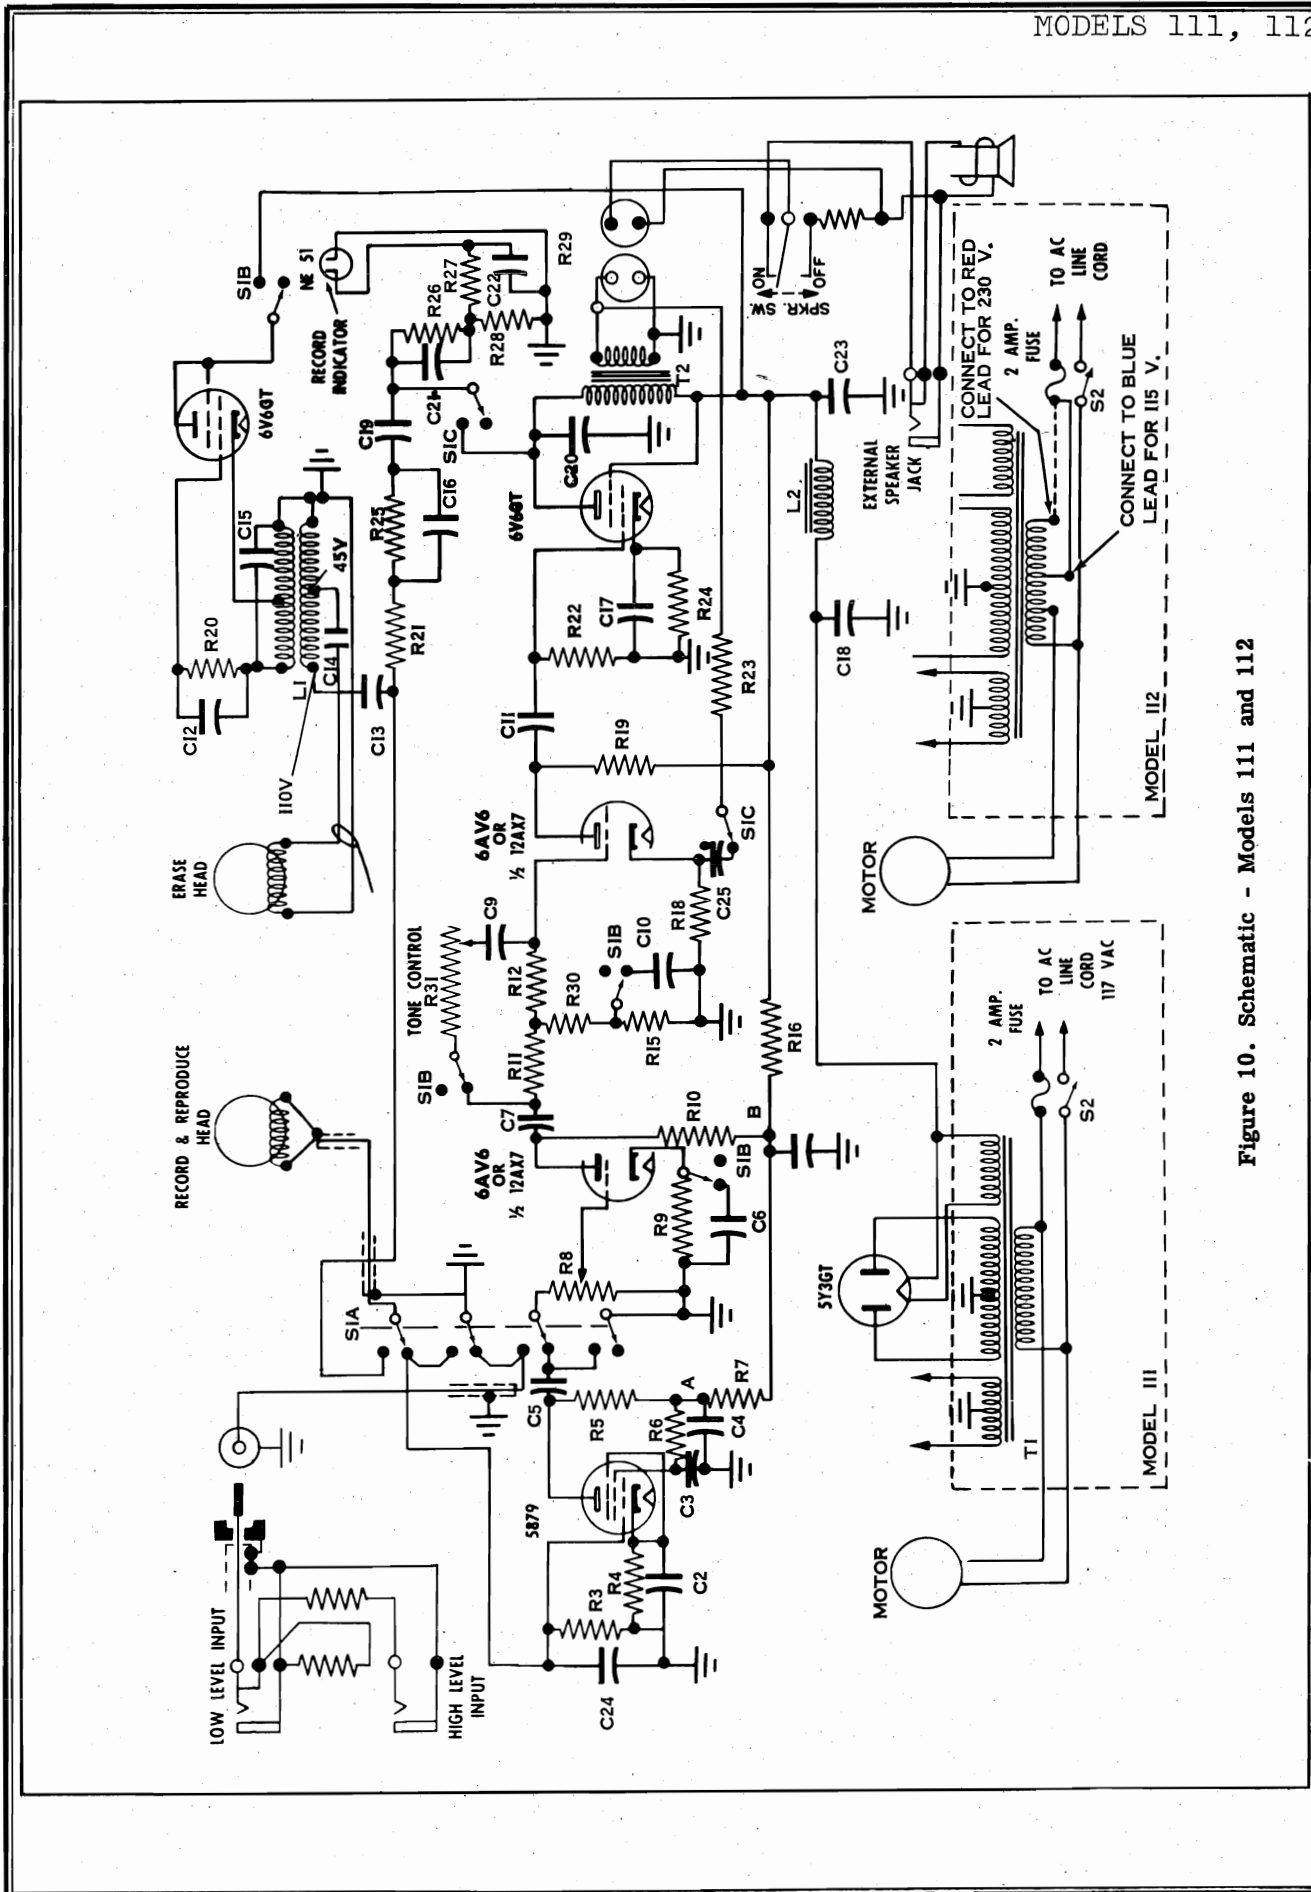 MODELS 111, 112
LOW LEVEL INPUT
HIGH LEVEL
INPUT
RECORD & REPRODUCE
HEAD
ERASE
HEAD
110V
C12
R20
L1
C14
C15
45V
6V6GT
S1B
NE 51
RECORD
INDICATOR
C13
R21
R25
C16
C19
C21
R26
R27
C22
R28
R29
S1C
S1A
TONE CONTROL
R31
S1B
C9
5879
C24
R3
R4
C2
C3
R6
R5
C5
A
C4
R7
R8
6AV6
OR
½ 12AX7
R9
C6
S1B
R10
B
C7
R11
R12
R30
R15
S1B
C10
R18
C25
S1C
6AV6
OR
½ 12AX7
R19
C11
R22
C17
R24
R23
6V6GT
C20
T2
R16
ON
OFF
SPKR. SW.
C18
L2
C23
EXTERNAL
SPEAKER
JACK
MOTOR
5Y3GT
T1
2 AMP.
FUSE
TO AC
LINE
CORD
117 VAC
S2
MODEL 111
MOTOR
CONNECT TO RED
LEAD FOR 230 V.
2 AMP.
FUSE
TO AC
LINE
CORD
S2
CONNECT TO BLUE
LEAD FOR 115 V.
MODEL 112
Figure 10. Schematic - Models 111 and 112